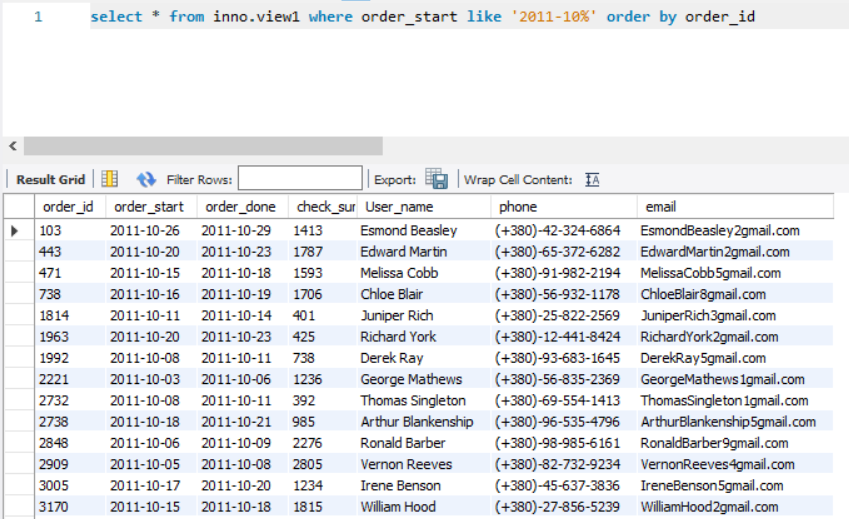 1 select * from inno.view1 where order_start like '2011-10%' order by order_id
Result Grid Filter Rows: Export: Wrap Cell Content:
order_id order_start order_done check_sur User_name phone email
103 2011-10-26 2011-10-29 1413 Esmond Beasley (+380)-42-324-6864 EsmondBeasley2gmail.com
443 2011-10-20 2011-10-23 1787 Edward Martin (+380)-65-372-6282 EdwardMartin2gmail.com
471 2011-10-15 2011-10-18 1593 Melissa Cobb (+380)-91-982-2194 MelissaCobb5gmail.com
738 2011-10-16 2011-10-19 1706 Chloe Blair (+380)-56-932-1178 ChloeBlair8gmail.com
1814 2011-10-11 2011-10-14 401 Juniper Rich (+380)-25-822-2569 JuniperRich3gmail.com
1963 2011-10-20 2011-10-23 425 Richard York (+380)-12-441-8424 RichardYork2gmail.com
1992 2011-10-08 2011-10-11 738 Derek Ray (+380)-93-683-1645 DerekRay5gmail.com
2221 2011-10-03 2011-10-06 1236 George Mathews (+380)-56-835-2369 GeorgeMathews1gmail.com
2732 2011-10-08 2011-10-11 392 Thomas Singleton (+380)-69-554-1413 ThomasSingleton1gmail.com
2738 2011-10-18 2011-10-21 985 Arthur Blankenship (+380)-96-535-4796 ArthurBlankenship5gmail.com
2848 2011-10-06 2011-10-09 2276 Ronald Barber (+380)-98-985-6161 RonaldBarber9gmail.com
2909 2011-10-05 2011-10-08 2805 Vernon Reeves (+380)-82-732-9234 VernonReeves4gmail.com
3005 2011-10-17 2011-10-20 1234 Irene Benson (+380)-45-637-3836 IreneBenson5gmail.com
3170 2011-10-15 2011-10-18 1815 William Hood (+380)-27-856-5239 WilliamHood2gmail.com